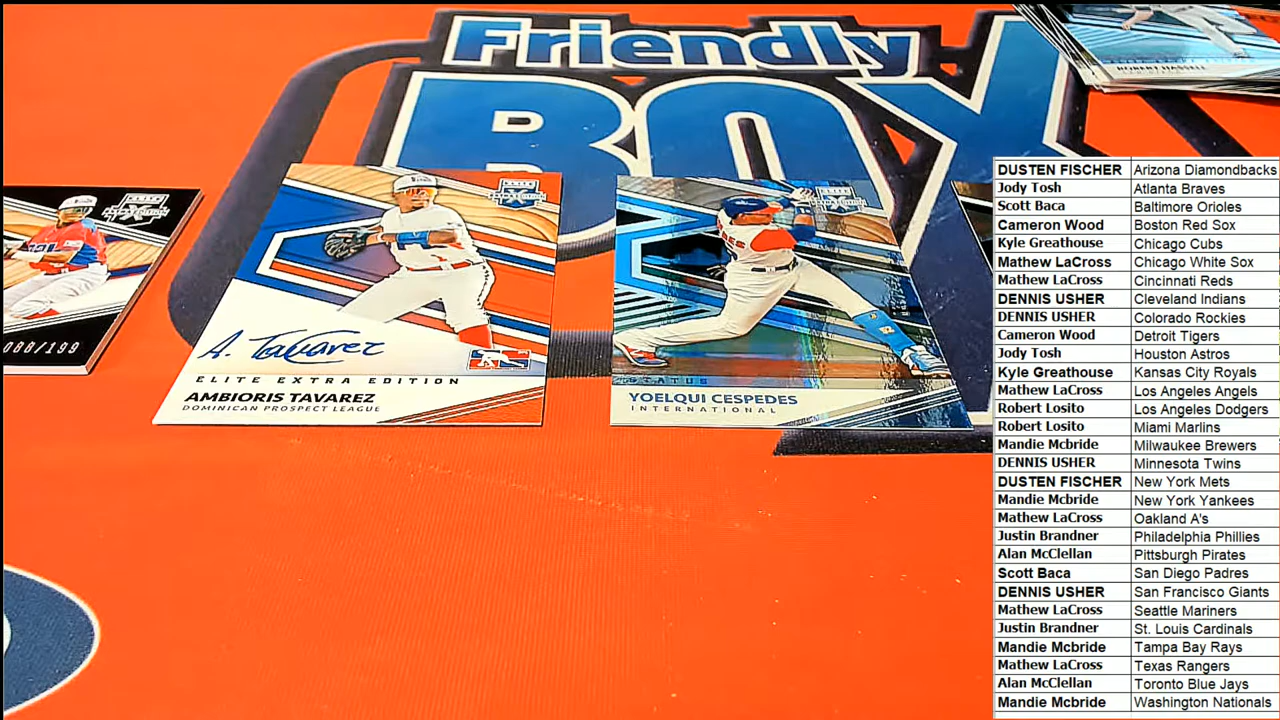 Friendly
BOX
ROBERT HASSELL
088/199
A. Tavarez
ELITE EXTRA EDITION
AMBIORIS TAVAREZ
DOMINICAN PROSPECT LEAGUE
STATUS
YOELQUI CESPEDES
INTERNATIONAL
DUSTEN FISCHER Arizona Diamondbacks
Jody Tosh Atlanta Braves
Scott Baca Baltimore Orioles
Cameron Wood Boston Red Sox
Kyle Greathouse Chicago Cubs
Mathew LaCross Chicago White Sox
Mathew LaCross Cincinnati Reds
DENNIS USHER Cleveland Indians
DENNIS USHER Colorado Rockies
Cameron Wood Detroit Tigers
Jody Tosh Houston Astros
Kyle Greathouse Kansas City Royals
Mathew LaCross Los Angeles Angels
Robert Losito Los Angeles Dodgers
Robert Losito Miami Marlins
Mandie Mcbride Milwaukee Brewers
DENNIS USHER Minnesota Twins
DUSTEN FISCHER New York Mets
Mandie Mcbride New York Yankees
Mathew LaCross Oakland A's
Justin Brandner Philadelphia Phillies
Alan McClellan Pittsburgh Pirates
Scott Baca San Diego Padres
DENNIS USHER San Francisco Giants
Mathew LaCross Seattle Mariners
Justin Brandner St. Louis Cardinals
Mandie Mcbride Tampa Bay Rays
Mathew LaCross Texas Rangers
Alan McClellan Toronto Blue Jays
Mandie Mcbride Washington Nationals